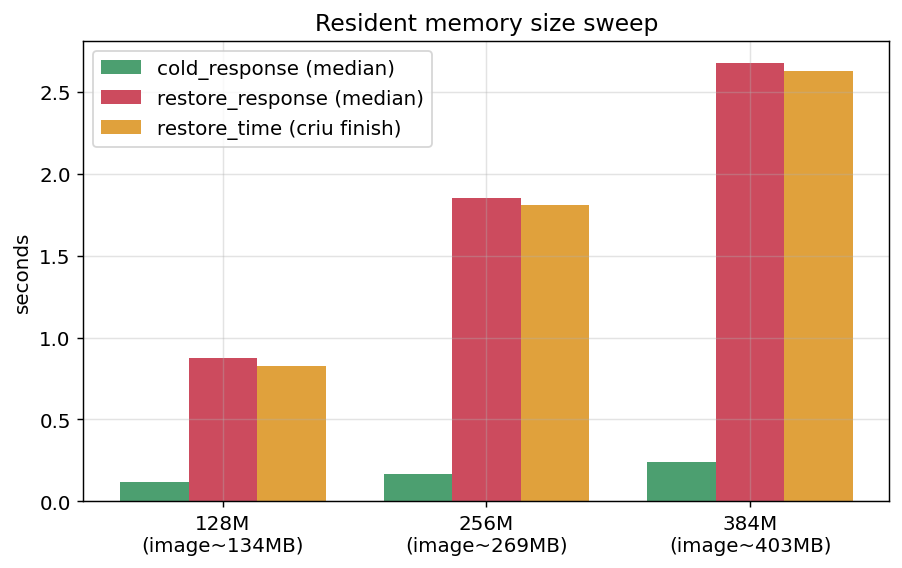 Resident memory size sweep
cold_response (median)
restore_response (median)
restore_time (criu finish)
seconds
2.5
2.0
1.5
1.0
0.5
0.0
128M
(image~134MB)
256M
(image~269MB)
384M
(image~403MB)